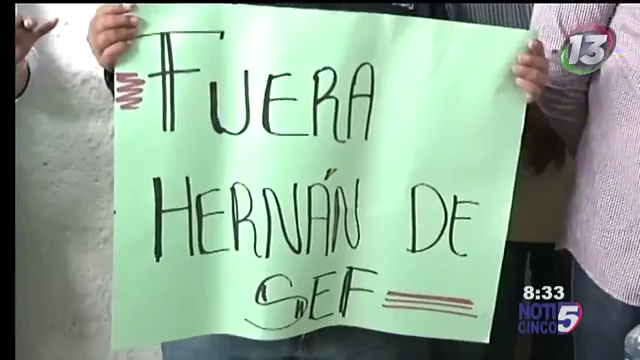 13
FUERA
HERNÁN DE
SEF
8:33
NOTI
CINCO
5